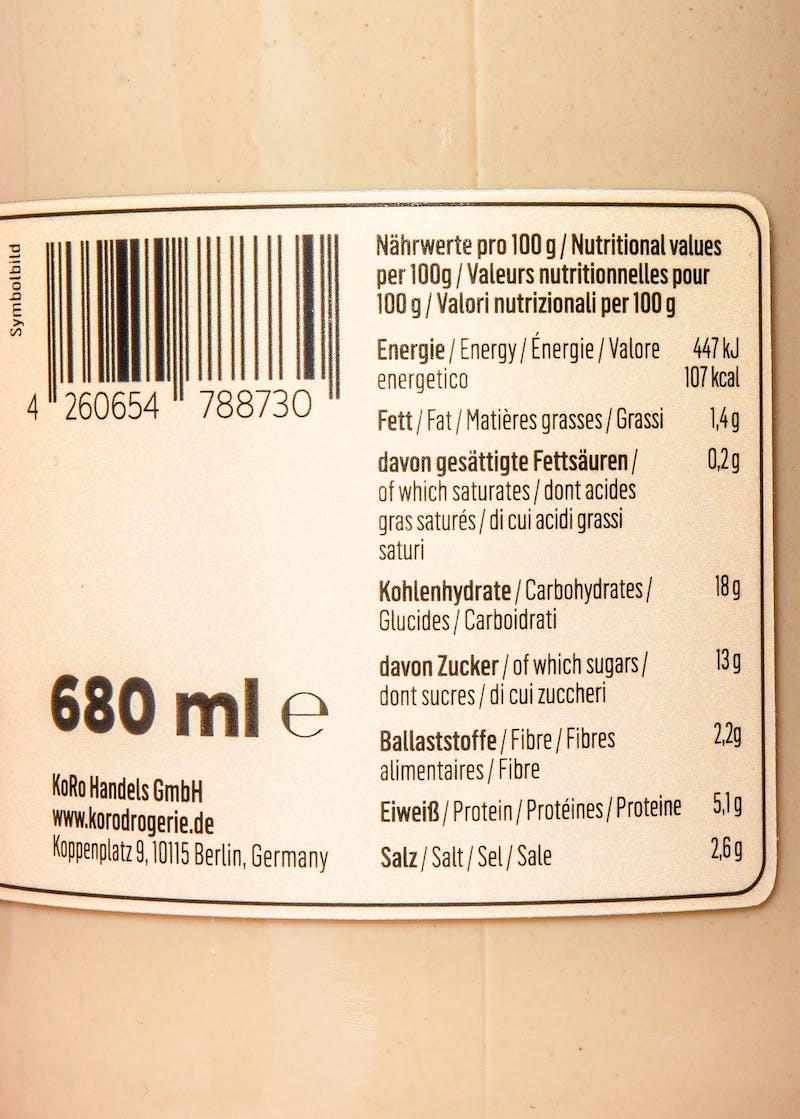 Symbolbild
4 260654 788730
680 ml ℮
KoRo Handels GmbH
www.korodrogerie.de
Koppenplatz 9, 10115 Berlin, Germany
Nährwerte pro 100 g / Nutritional values
per 100g / Valeurs nutritionnelles pour
100 g / Valori nutrizionali per 100 g
Energie / Energy / Énergie / Valore 447 kJ
energetico 107 kcal
Fett / Fat / Matières grasses / Grassi 1,4 g
davon gesättigte Fettsäuren / 0,2 g
of which saturates / dont acides
gras saturés / di cui acidi grassi
saturi
Kohlenhydrate / Carbohydrates / 18 g
Glucides / Carboidrati
davon Zucker / of which sugars / 13 g
dont sucres / di cui zuccheri
Ballaststoffe / Fibre / Fibres 2,2g
alimentaires / Fibre
Eiweiß / Protein / Protéines / Proteine 5,1 g
Salz / Salt / Sel / Sale 2,6 g